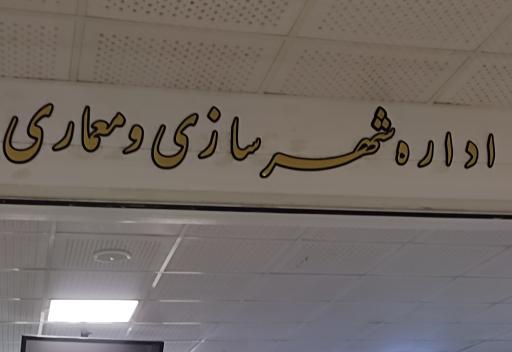 اداره شهرسازی و معماری